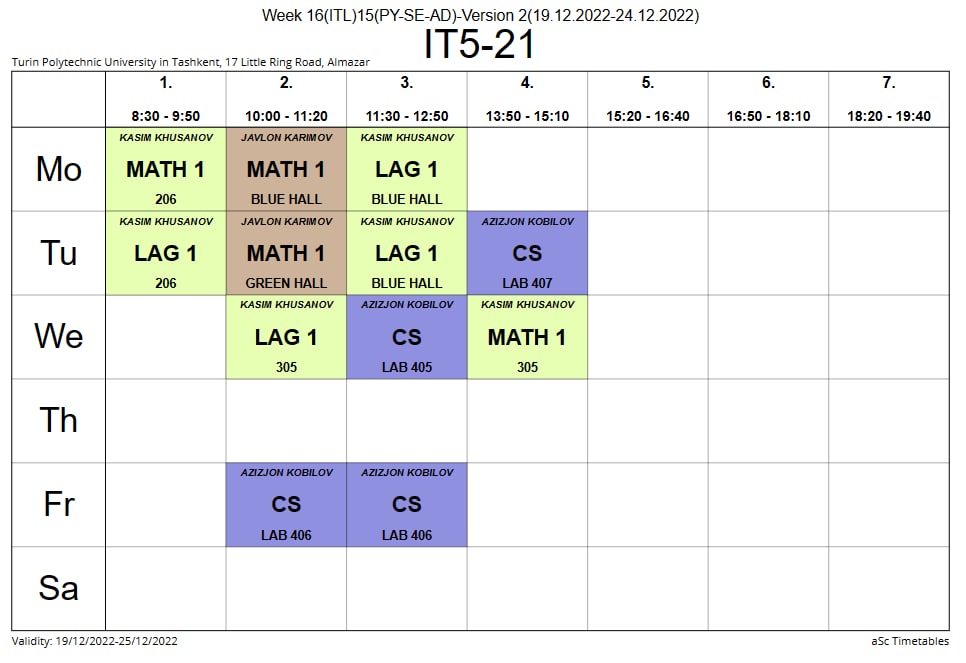 Week 16(ITL)15(PY-SE-AD)-Version 2(19.12.2022-24.12.2022)
IT5-21
Turin Polytechnic University in Tashkent, 17 Little Ring Road, Almazar
1. 2. 3. 4. 5. 6. 7.
8:30 - 9:50 10:00 - 11:20 11:30 - 12:50 13:50 - 15:10 15:20 - 16:40 16:50 - 18:10 18:20 - 19:40
KASIM KHUSANOV JAVLON KARIMOV KASIM KHUSANOV
Mo MATH 1 MATH 1 LAG 1
206 BLUE HALL BLUE HALL
KASIM KHUSANOV JAVLON KARIMOV KASIM KHUSANOV AZIZJON KOBILOV
Tu LAG 1 MATH 1 LAG 1 CS
206 GREEN HALL BLUE HALL LAB 407
KASIM KHUSANOV AZIZJON KOBILOV KASIM KHUSANOV
We LAG 1 CS MATH 1
305 LAB 405 305
Th
AZIZJON KOBILOV AZIZJON KOBILOV
Fr CS CS
LAB 406 LAB 406
Sa
Validity: 19/12/2022-25/12/2022 aSc Timetables